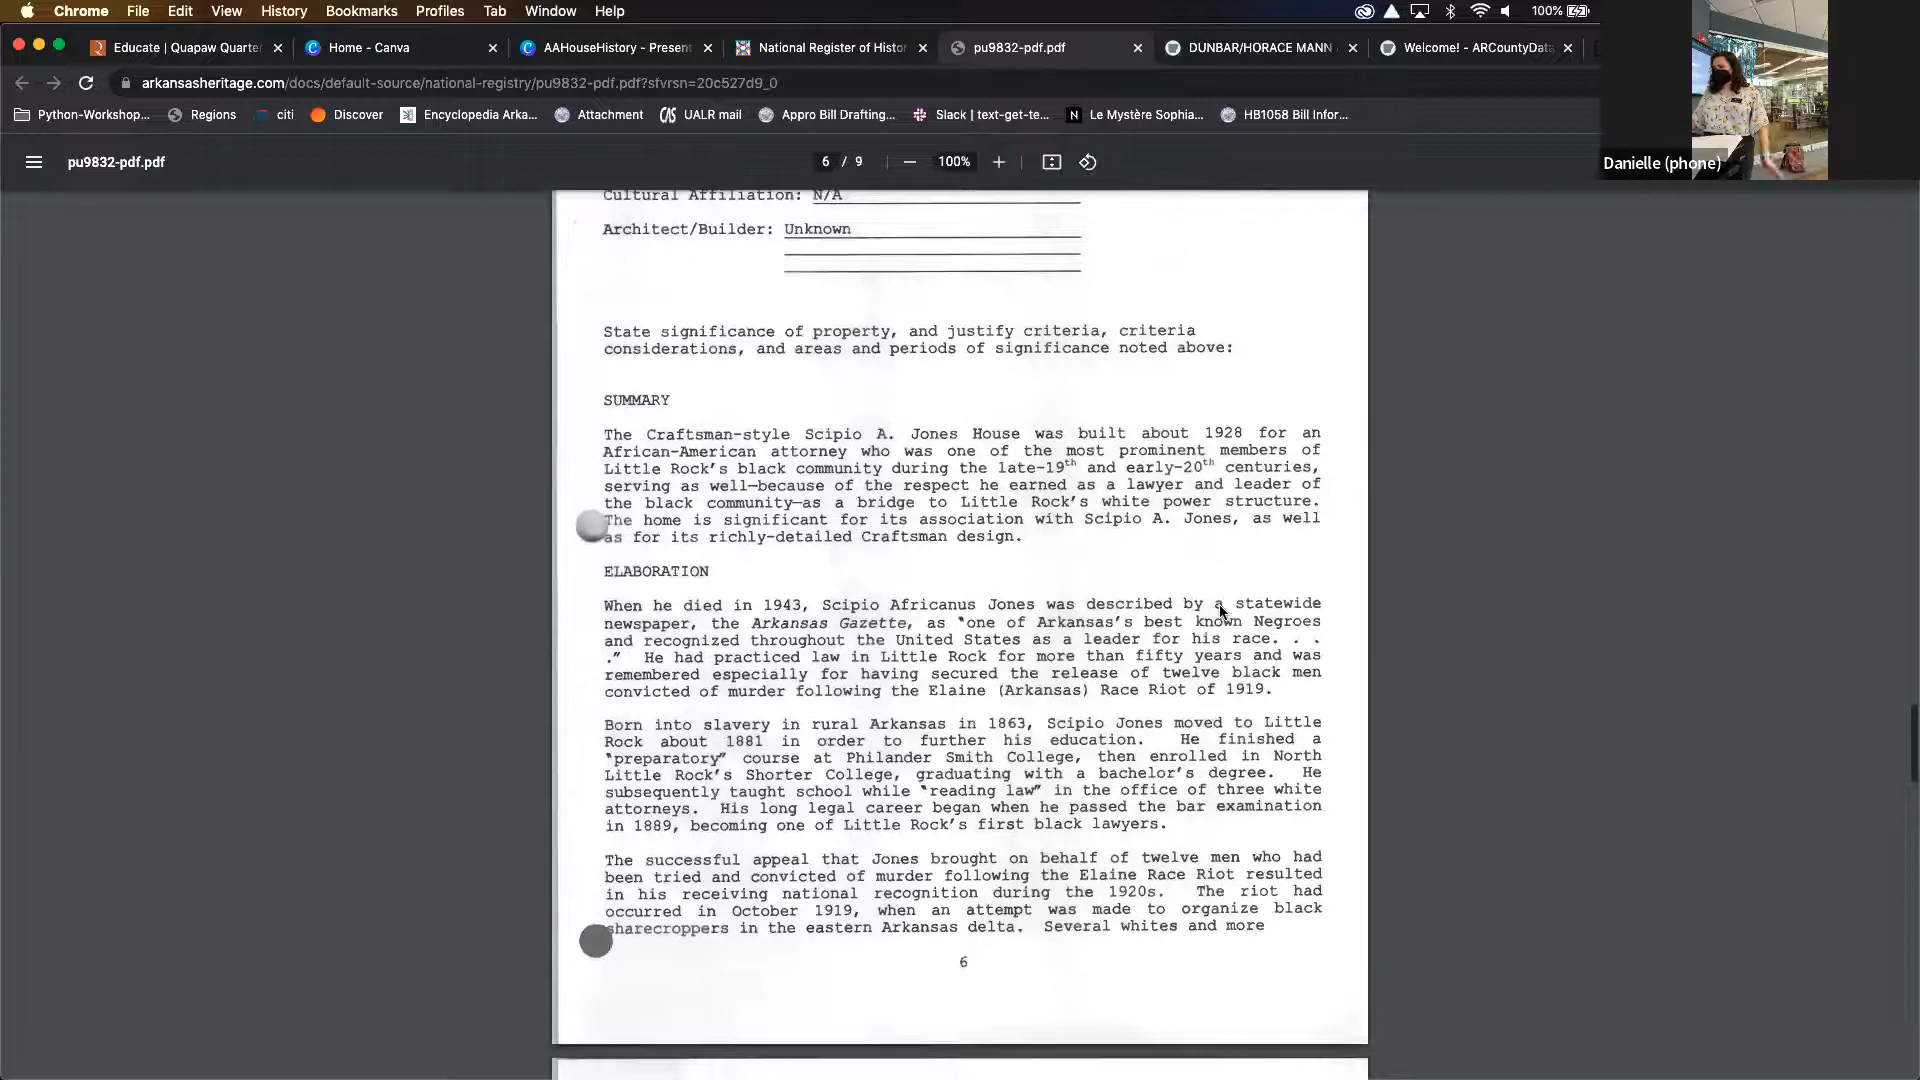 Chrome File Edit View History Bookmarks Profiles Tab Window Help 100%
Educate | Quapaw Quarter Home - Canva AAHouseHistory - Present National Register of Histor pu9832-pdf.pdf DUNBAR/HORACE MANN Welcome! - ARCountyData
arkansasheritage.com/docs/default-source/national-registry/pu9832-pdf.pdf?sfvrsn=20c527d9_0
Python-Workshop... Regions citi Discover Encyclopedia Arka... Attachment UALR mail Appro Bill Drafting... Slack | text-get-te... N Le Mystère Sophia... HB1058 Bill Infor...
pu9832-pdf.pdf 6 / 9 — 100% +
Danielle (phone)
Cultural Affiliation: N/A
Architect/Builder: Unknown
State significance of property, and justify criteria, criteria
considerations, and areas and periods of significance noted above:
SUMMARY
The Craftsman-style Scipio A. Jones House was built about 1928 for an
African-American attorney who was one of the most prominent members of
Little Rock's black community during the late-19th and early-20th centuries,
serving as well—because of the respect he earned as a lawyer and leader of
the black community—as a bridge to Little Rock's white power structure.
The home is significant for its association with Scipio A. Jones, as well
as for its richly-detailed Craftsman design.
ELABORATION
When he died in 1943, Scipio Africanus Jones was described by a statewide
newspaper, the Arkansas Gazette, as "one of Arkansas's best known Negroes
and recognized throughout the United States as a leader for his race. . .
." He had practiced law in Little Rock for more than fifty years and was
remembered especially for having secured the release of twelve black men
convicted of murder following the Elaine (Arkansas) Race Riot of 1919.
Born into slavery in rural Arkansas in 1863, Scipio Jones moved to Little
Rock about 1881 in order to further his education. He finished a
"preparatory" course at Philander Smith College, then enrolled in North
Little Rock's Shorter College, graduating with a bachelor's degree. He
subsequently taught school while "reading law" in the office of three white
attorneys. His long legal career began when he passed the bar examination
in 1889, becoming one of Little Rock's first black lawyers.
The successful appeal that Jones brought on behalf of twelve men who had
been tried and convicted of murder following the Elaine Race Riot resulted
in his receiving national recognition during the 1920s. The riot had
occurred in October 1919, when an attempt was made to organize black
sharecroppers in the eastern Arkansas delta. Several whites and more
6